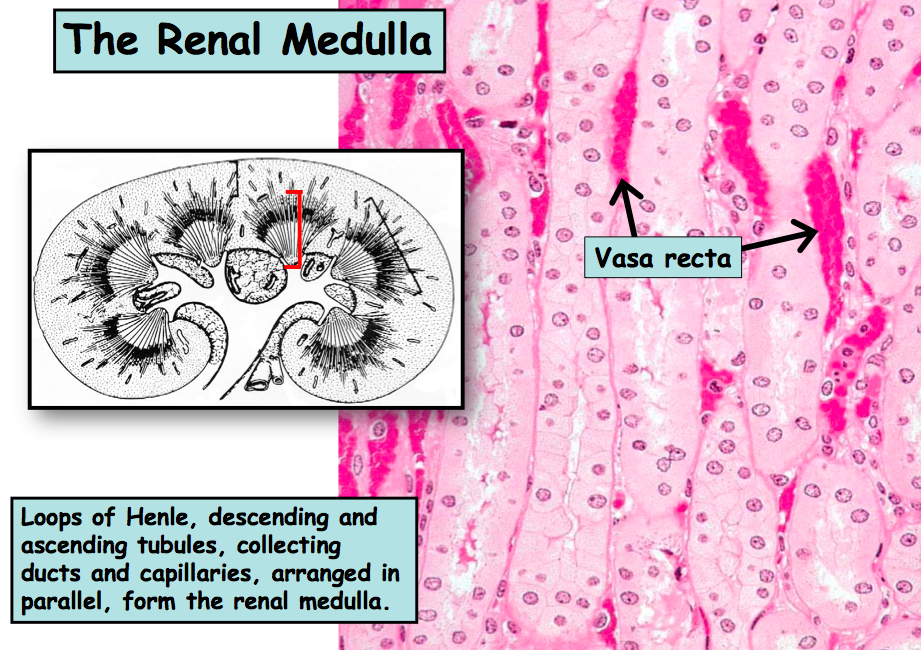 The Renal Medulla
Vasa recta
Loops of Henle, descending and
ascending tubules, collecting
ducts and capillaries, arranged in
parallel, form the renal medulla.